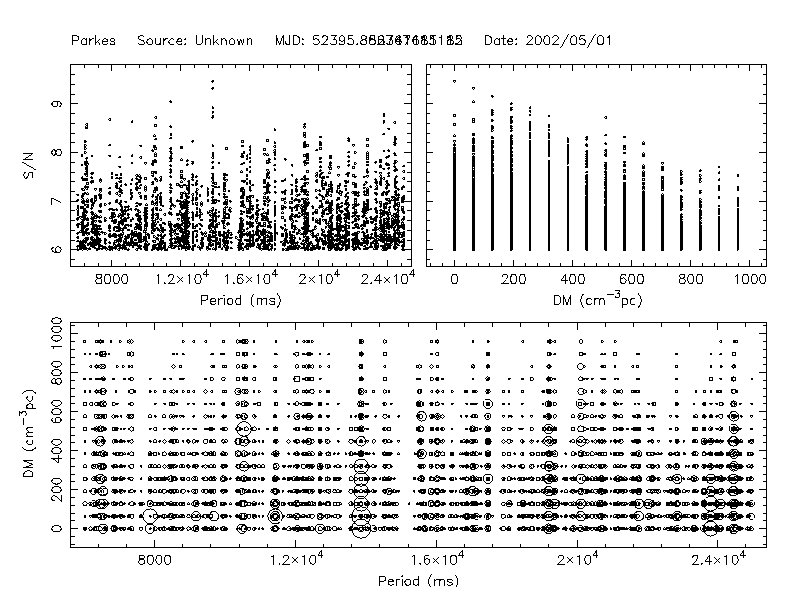 Parkes Source: Unknown MJD: Date: 2002/05/01
S/N
9
8
7
6
8000 1.2×10⁴ 1.6×10⁴ 2×10⁴ 2.4×10⁴
Period (ms)
0 200 400 600 800 1000
DM (cm⁻³pc)
DM (cm⁻³pc)
1000
800
600
400
200
0
8000 1.2×10⁴ 1.6×10⁴ 2×10⁴ 2.4×10⁴
Period (ms)